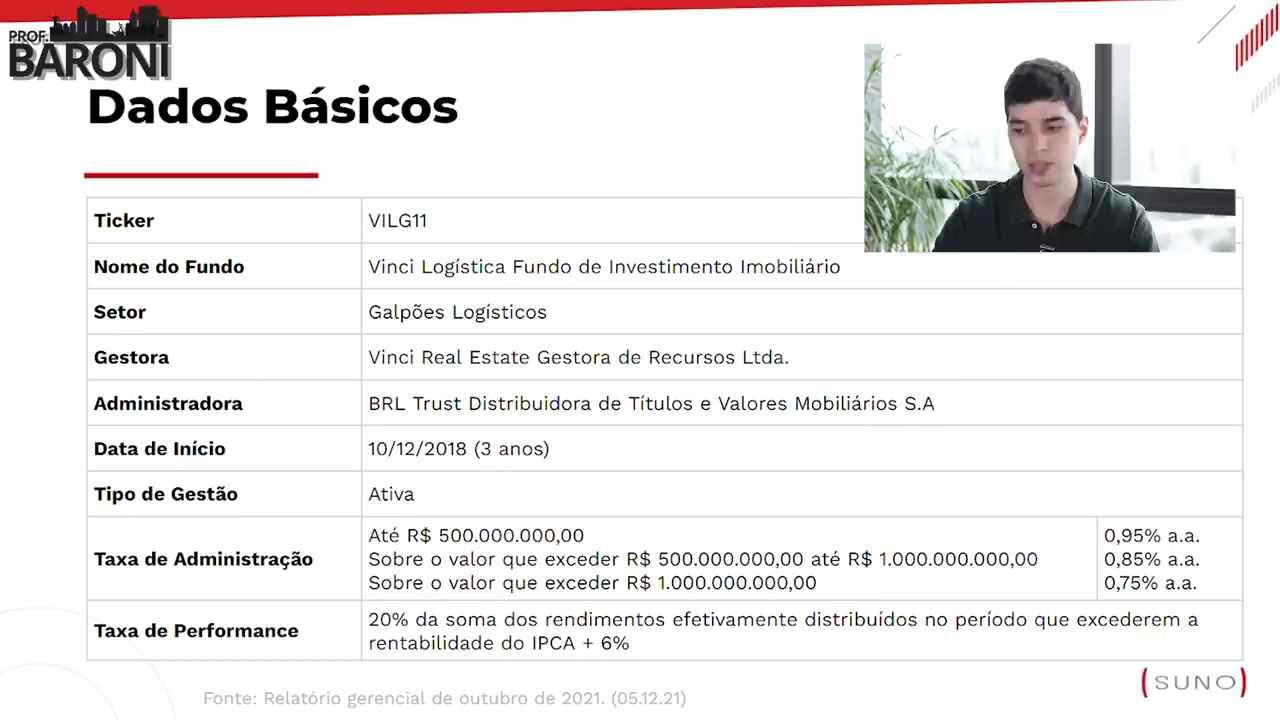 PROF.
BARONI
Dados Básicos
Ticker VILG11
Nome do Fundo Vinci Logística Fundo de Investimento Imobiliário
Setor Galpões Logísticos
Gestora Vinci Real Estate Gestora de Recursos Ltda.
Administradora BRL Trust Distribuidora de Títulos e Valores Mobiliários S.A
Data de Início 10/12/2018 (3 anos)
Tipo de Gestão Ativa
Taxa de Administração
Até R$ 500.000.000,00 0,95% a.a.
Sobre o valor que exceder R$ 500.000.000,00 até R$ 1.000.000.000,00 0,85% a.a.
Sobre o valor que exceder R$ 1.000.000.000,00 0,75% a.a.
Taxa de Performance
20% da soma dos rendimentos efetivamente distribuídos no período que excederem a
rentabilidade do IPCA + 6%
Fonte: Relatório gerencial de outubro de 2021. (05.12.21)
(SUNO)